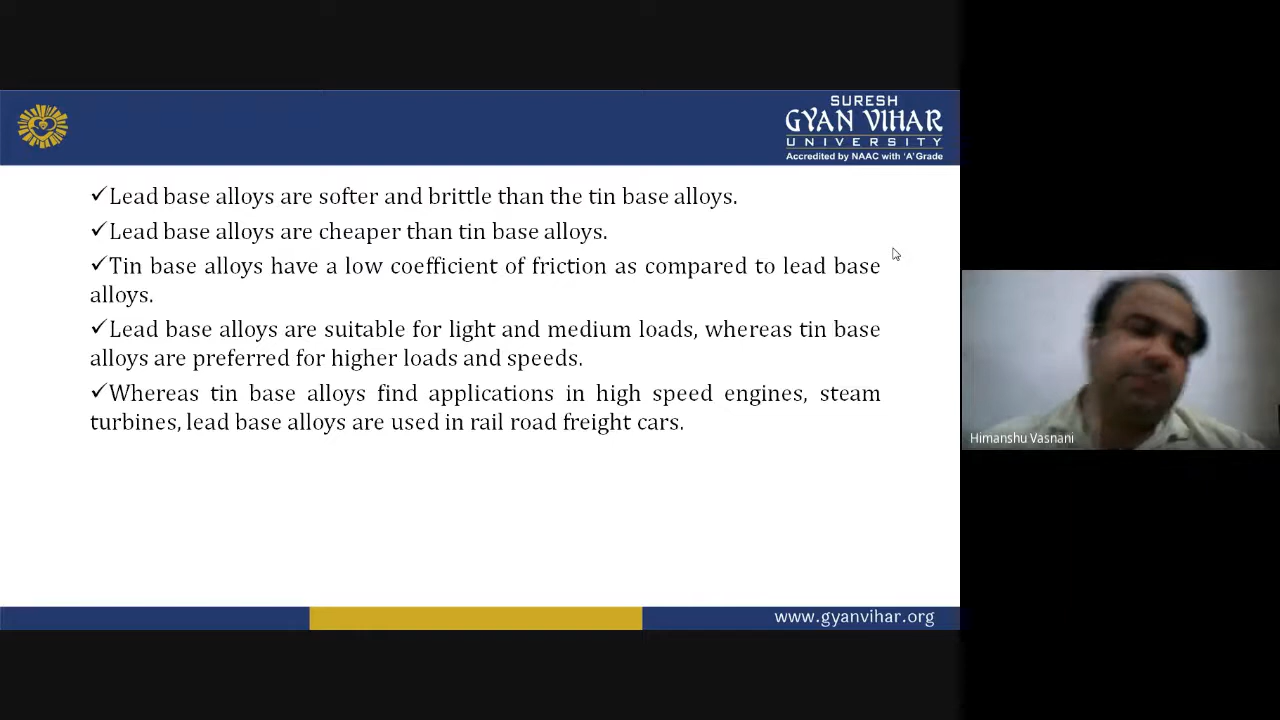 SURESH
GYAN VIHAR
UNIVERSITY
Accredited by NAAC with 'A' Grade
✓Lead base alloys are softer and brittle than the tin base alloys.
✓Lead base alloys are cheaper than tin base alloys.
✓Tin base alloys have a low coefficient of friction as compared to lead base
alloys.
✓Lead base alloys are suitable for light and medium loads, whereas tin base
alloys are preferred for higher loads and speeds.
✓Whereas tin base alloys find applications in high speed engines, steam
turbines, lead base alloys are used in rail road freight cars.
Himanshu Vasnani
www.gyanvihar.org